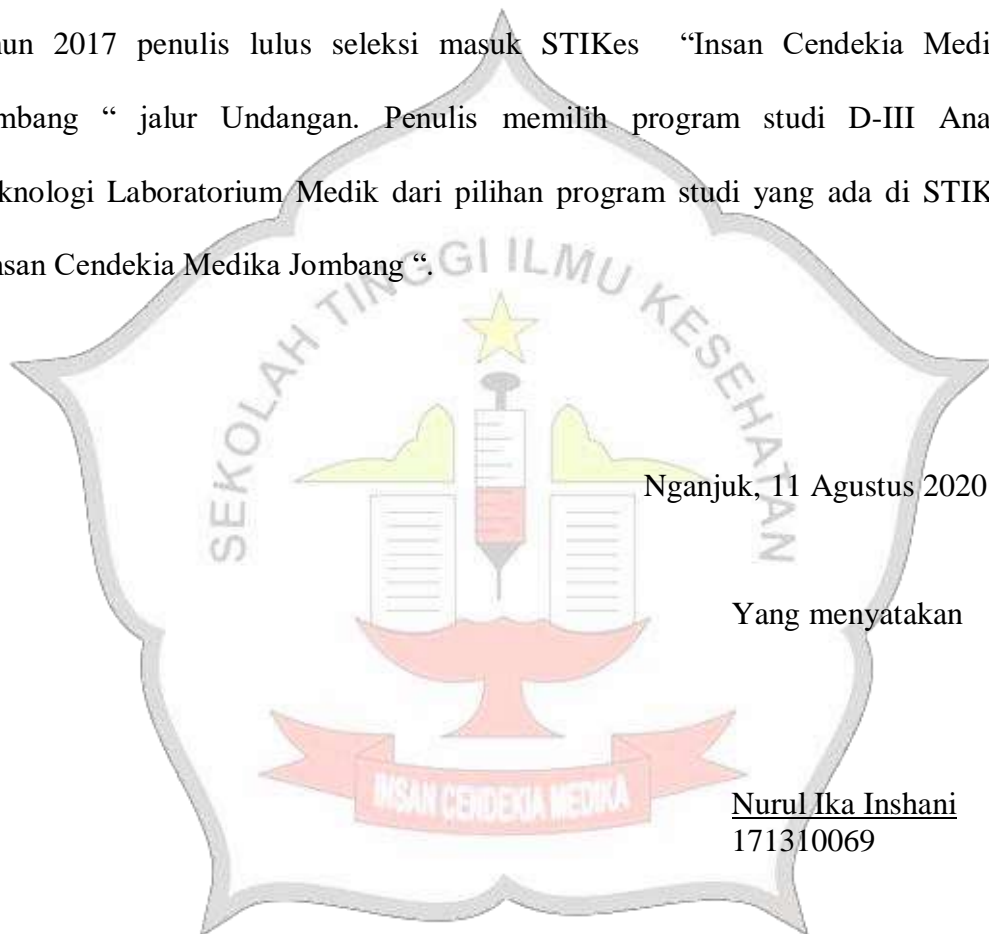 2017 penulis lulus seleksi masuk STIKes “Insan Cendekia Medi
mbang “ jalur Undangan. Penulis memilih program studi D-III Ana
knologi Laboratorium Medik dari pilihan program studi yang ada di STIK
nsan Cendekia Medika Jombang “.
SEKOLAH TINGGI ILMU KESEHATAN
Nganjuk, 11 Agustus 2020
Yang menyatakan
INSAN CENDEKIA MEDIKA
Nurul Ika Inshani
171310069